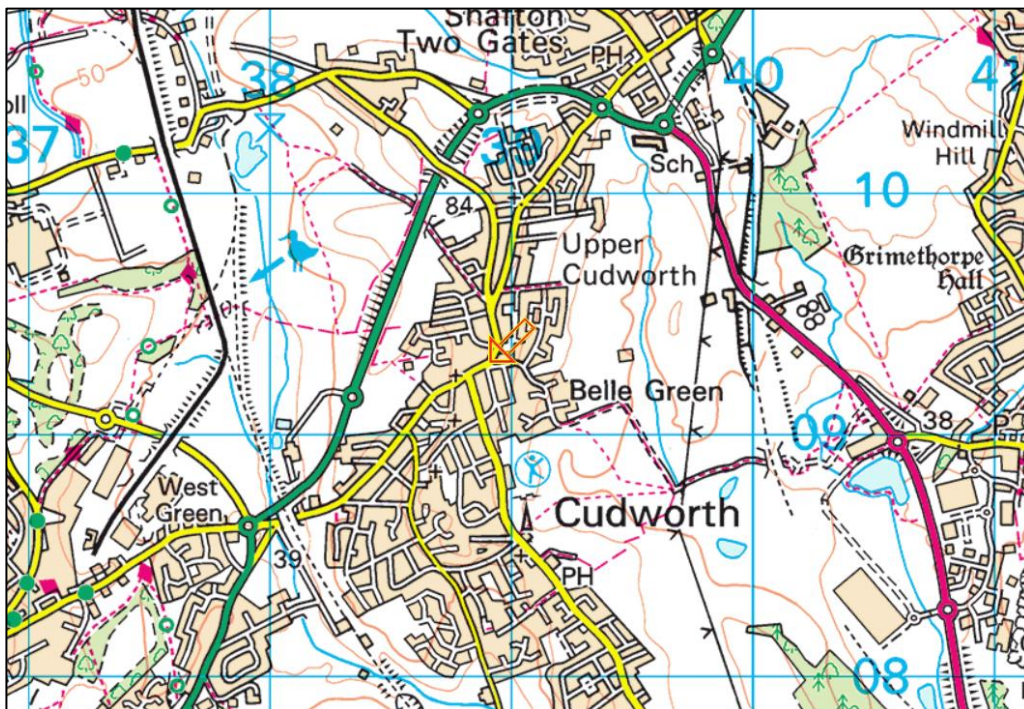 Shafton
Two Gates
PH
50
38
40
41
37
39
Windmill
Hill
Sch
10
84
Upper
Cudworth
Grimethorpe
Hall
Belle Green
38
09
West
Green
Cudworth
39
PH
08